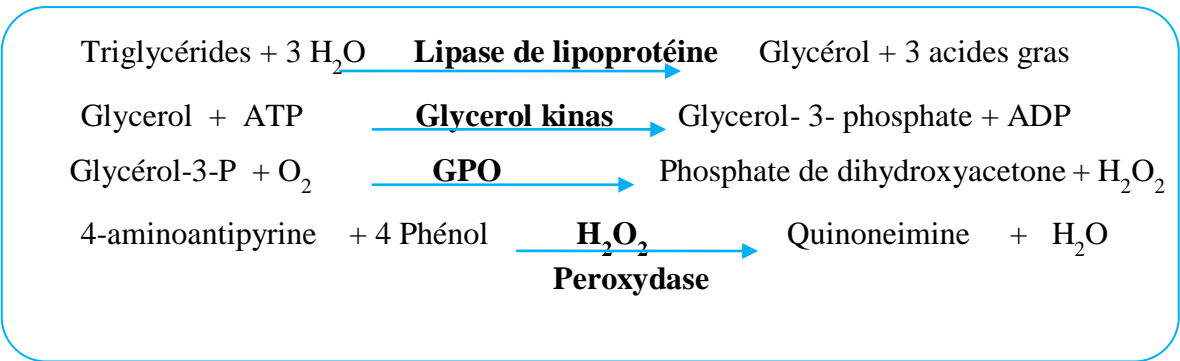 Triglycérides + 3 H₂O Lipase de lipoprotéine Glycérol + 3 acides gras
Glycerol + ATP Glycerol kinas Glycerol- 3- phosphate + ADP
Glycérol-3-P + O₂ GPO Phosphate de dihydroxyacetone + H₂O₂
4-aminoantipyrine + 4 Phénol H₂O₂ Quinoneimine + H₂O
Peroxydase